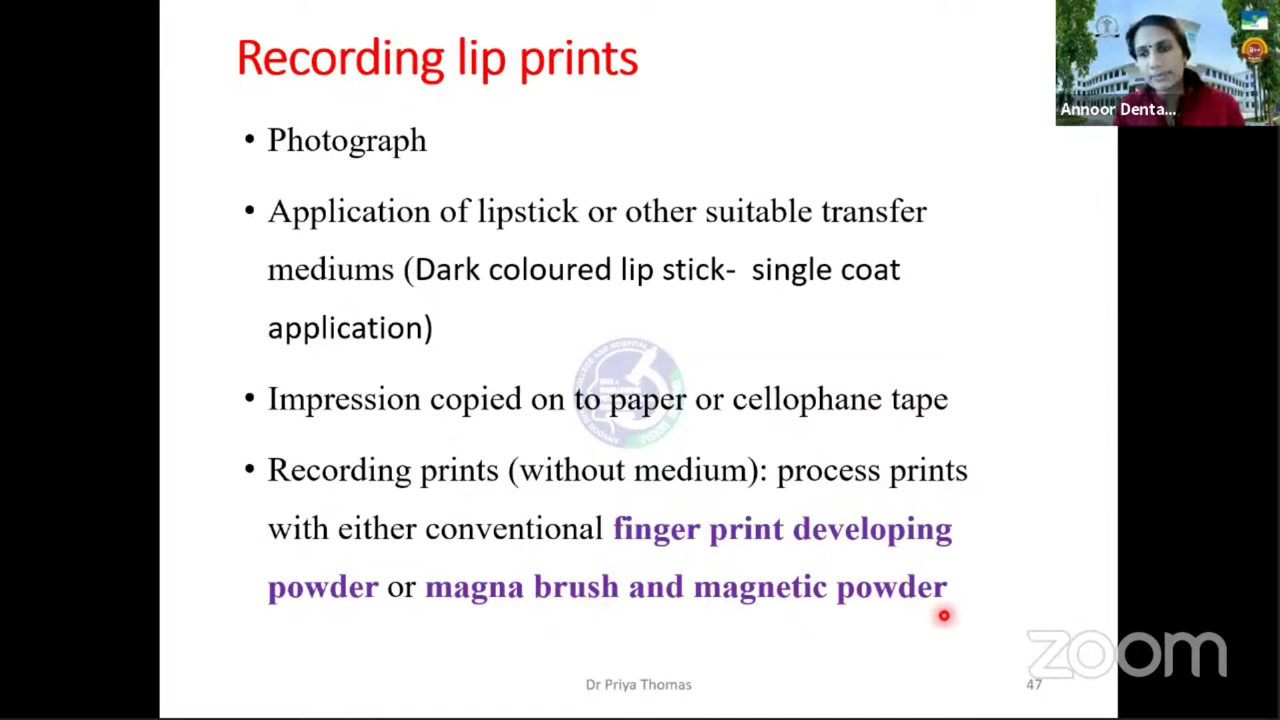 Recording lip prints
Annoor Denta...
• Photograph
• Application of lipstick or other suitable transfer
mediums (Dark coloured lip stick- single coat
application)
• Impression copied on to paper or cellophane tape
• Recording prints (without medium): process prints
with either conventional finger print developing
powder or magna brush and magnetic powder
zoom
Dr Priya Thomas
47